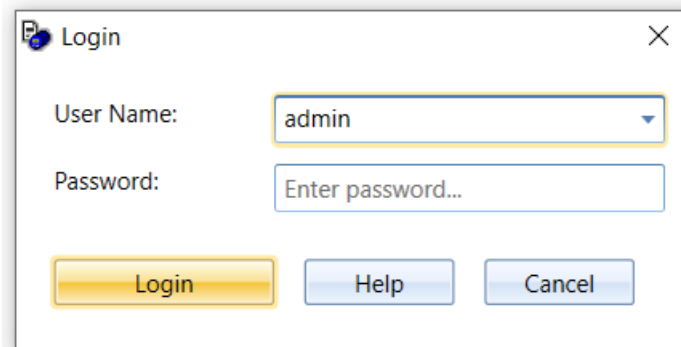 Login
User Name:
admin
Password:
Enter password...
Login
Help
Cancel